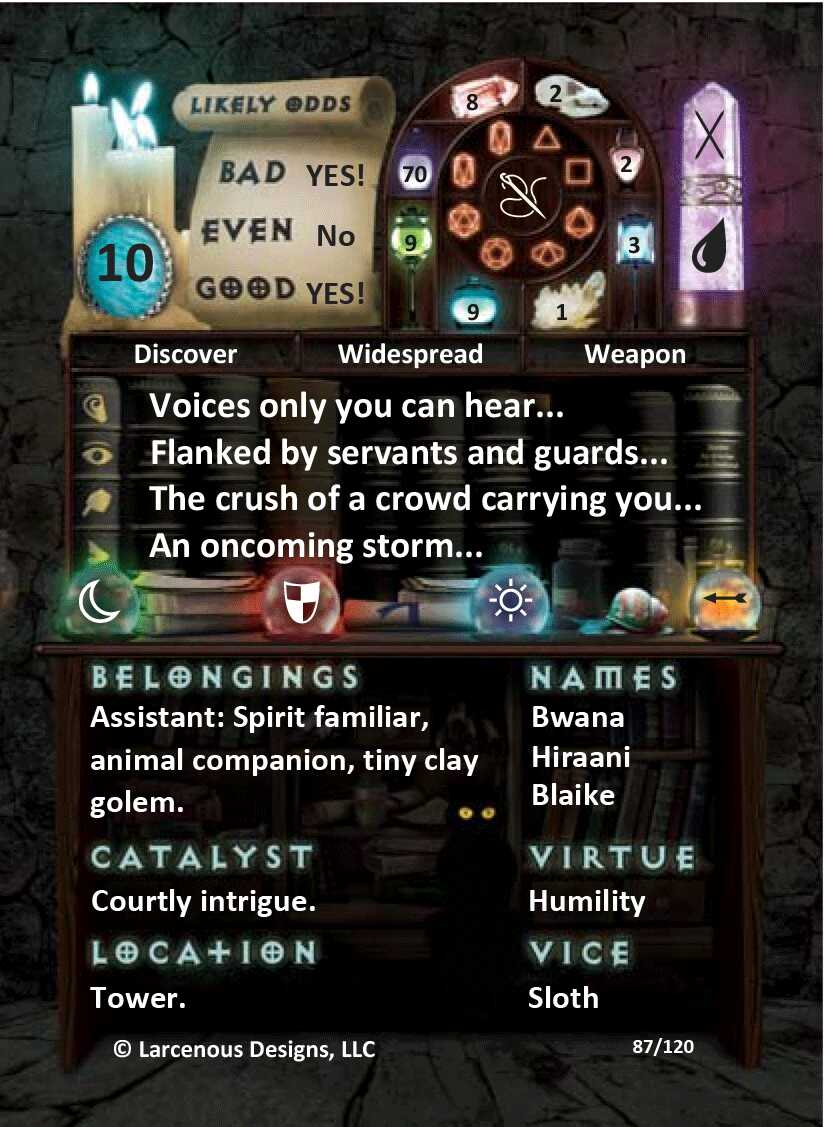 LIKELY ODDS
BAD YES!
EVEN No
GOOD YES!
10
8
2
70
2
9
3
9
1
Discover Widespread Weapon
Voices only you can hear...
Flanked by servants and guards...
The crush of a crowd carrying you...
An oncoming storm...
BELONGINGS
Assistant: Spirit familiar,
animal companion, tiny clay
golem.
NAMES
Bwana
Hiraani
Blaike
CATALYST
Courtly intrigue.
VIRTUE
Humility
LOCATION
Tower.
VICE
Sloth
© Larcenous Designs, LLC
87/120